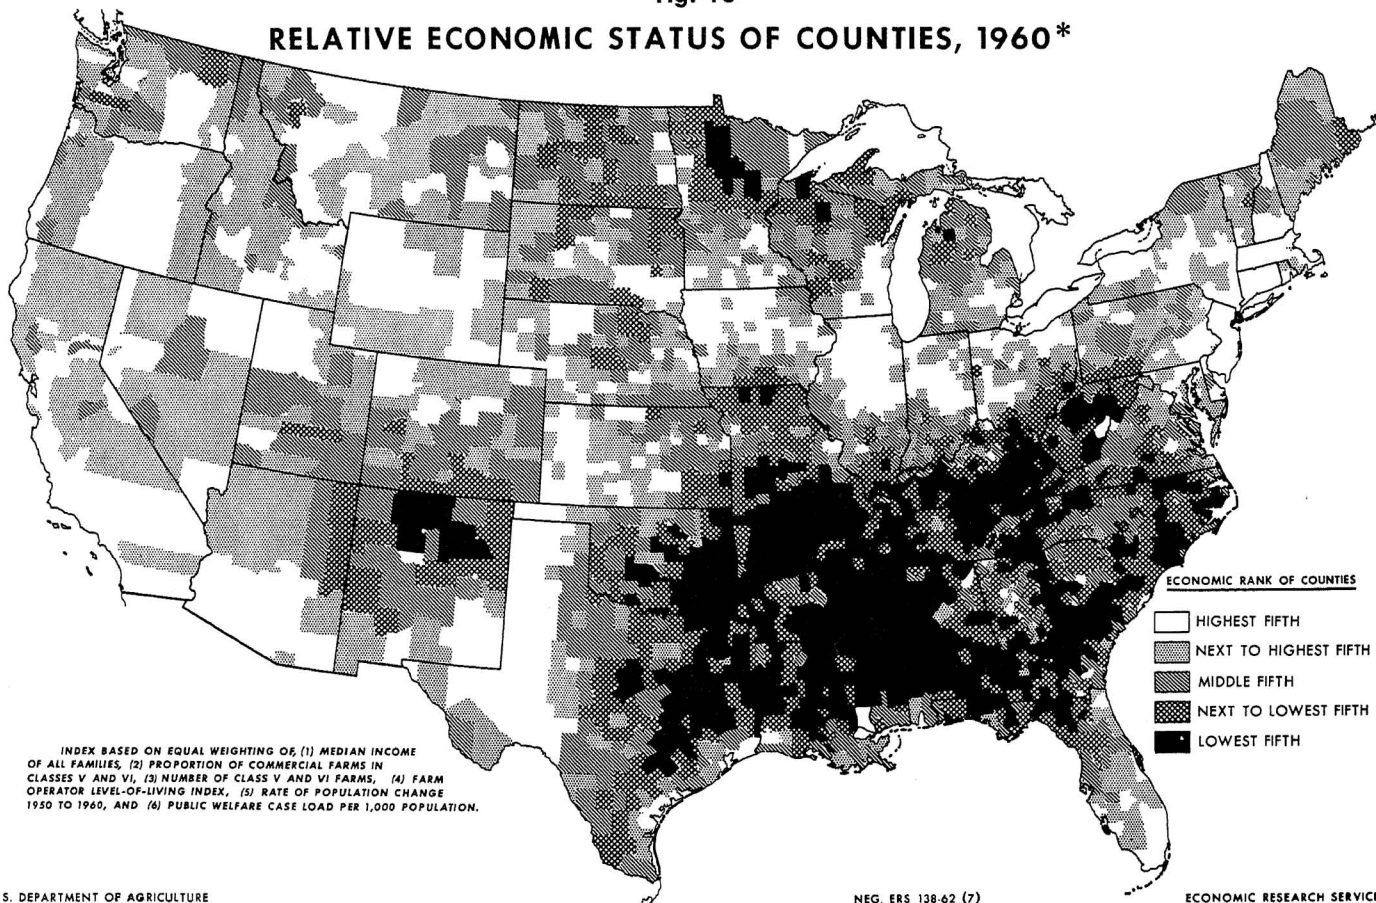 RELATIVE ECONOMIC STATUS OF COUNTIES, 1960*
ECONOMIC RANK OF COUNTIES
HIGHEST FIFTH
NEXT TO HIGHEST FIFTH
MIDDLE FIFTH
NEXT TO LOWEST FIFTH
LOWEST FIFTH
INDEX BASED ON EQUAL WEIGHTING OF, (1) MEDIAN INCOME
OF ALL FAMILIES, (2) PROPORTION OF COMMERCIAL FARMS IN
CLASSES V AND VI, (3) NUMBER OF CLASS V AND VI FARMS, (4) FARM
OPERATOR LEVEL-OF-LIVING INDEX, (5) RATE OF POPULATION CHANGE
1950 TO 1960, AND (6) PUBLIC WELFARE CASE LOAD PER 1,000 POPULATION.
S. DEPARTMENT OF AGRICULTURE
NEG. ERS 138-62 (7)
ECONOMIC RESEARCH SERVICE